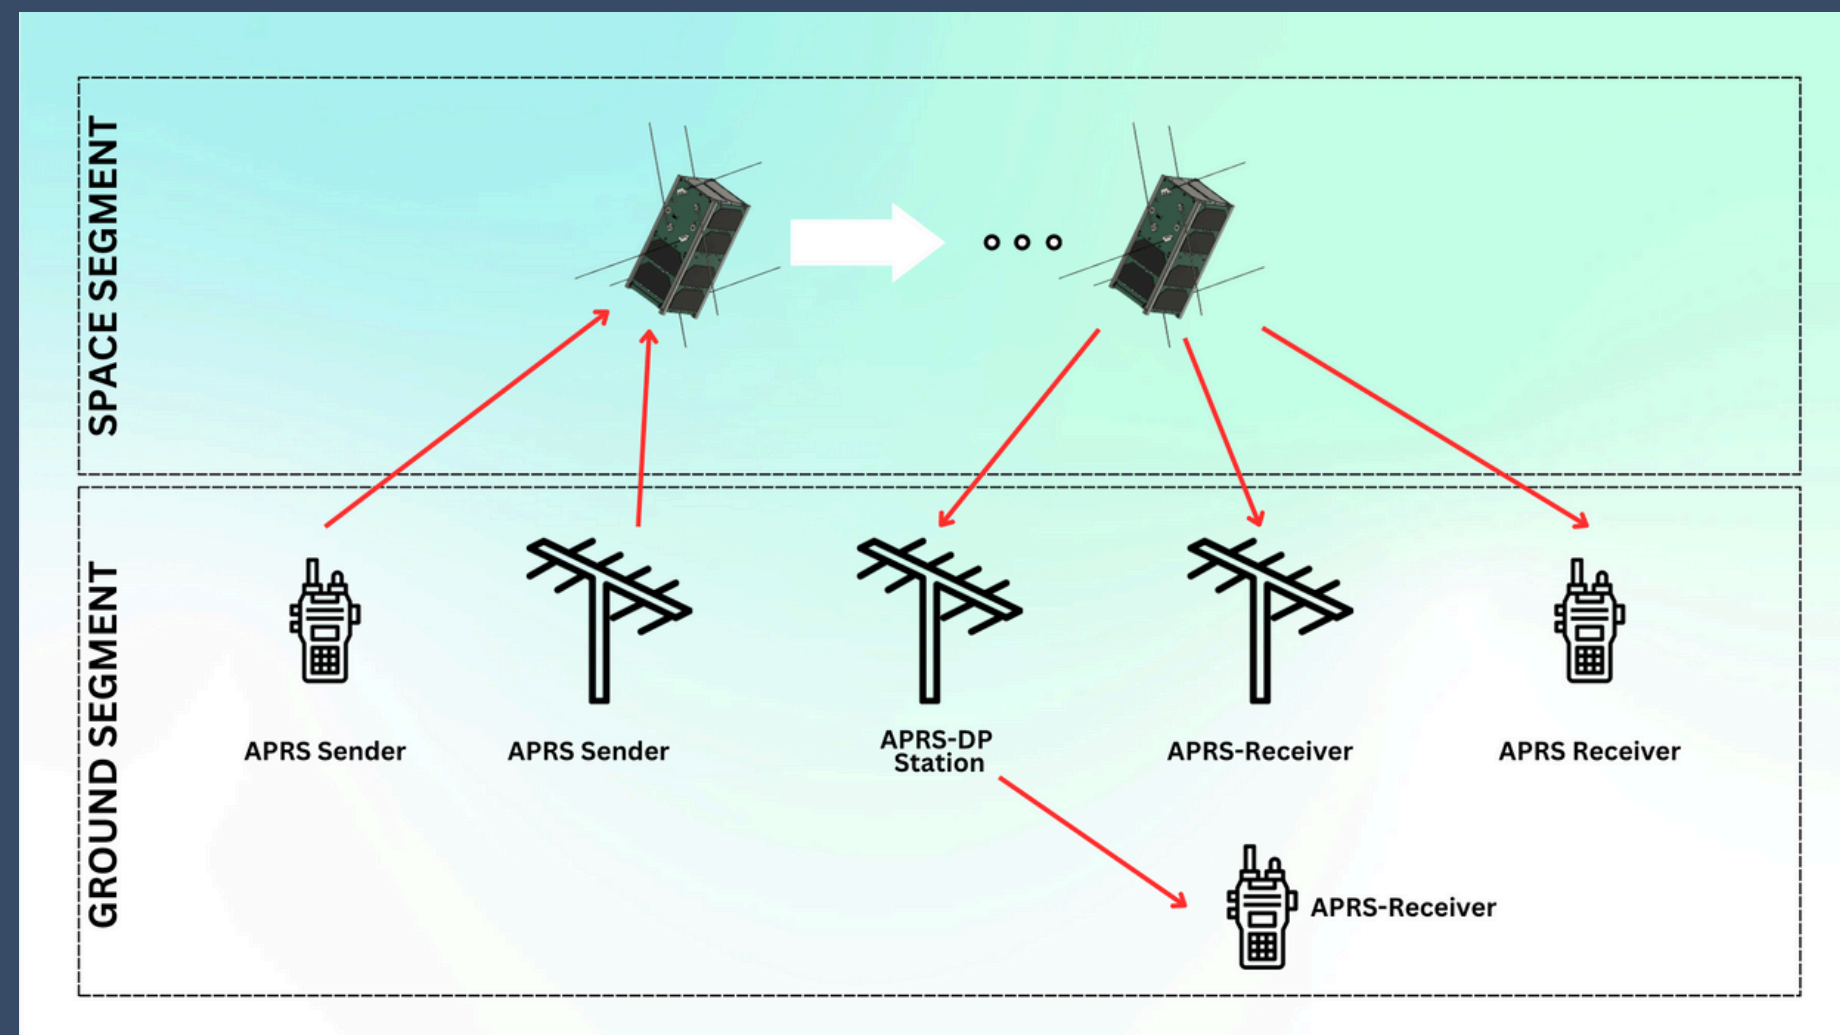 SPACE SEGMENT
GROUND SEGMENT
APRS Sender
APRS Sender
APRS-DP
Station
APRS-Receiver
APRS Receiver
APRS-Receiver